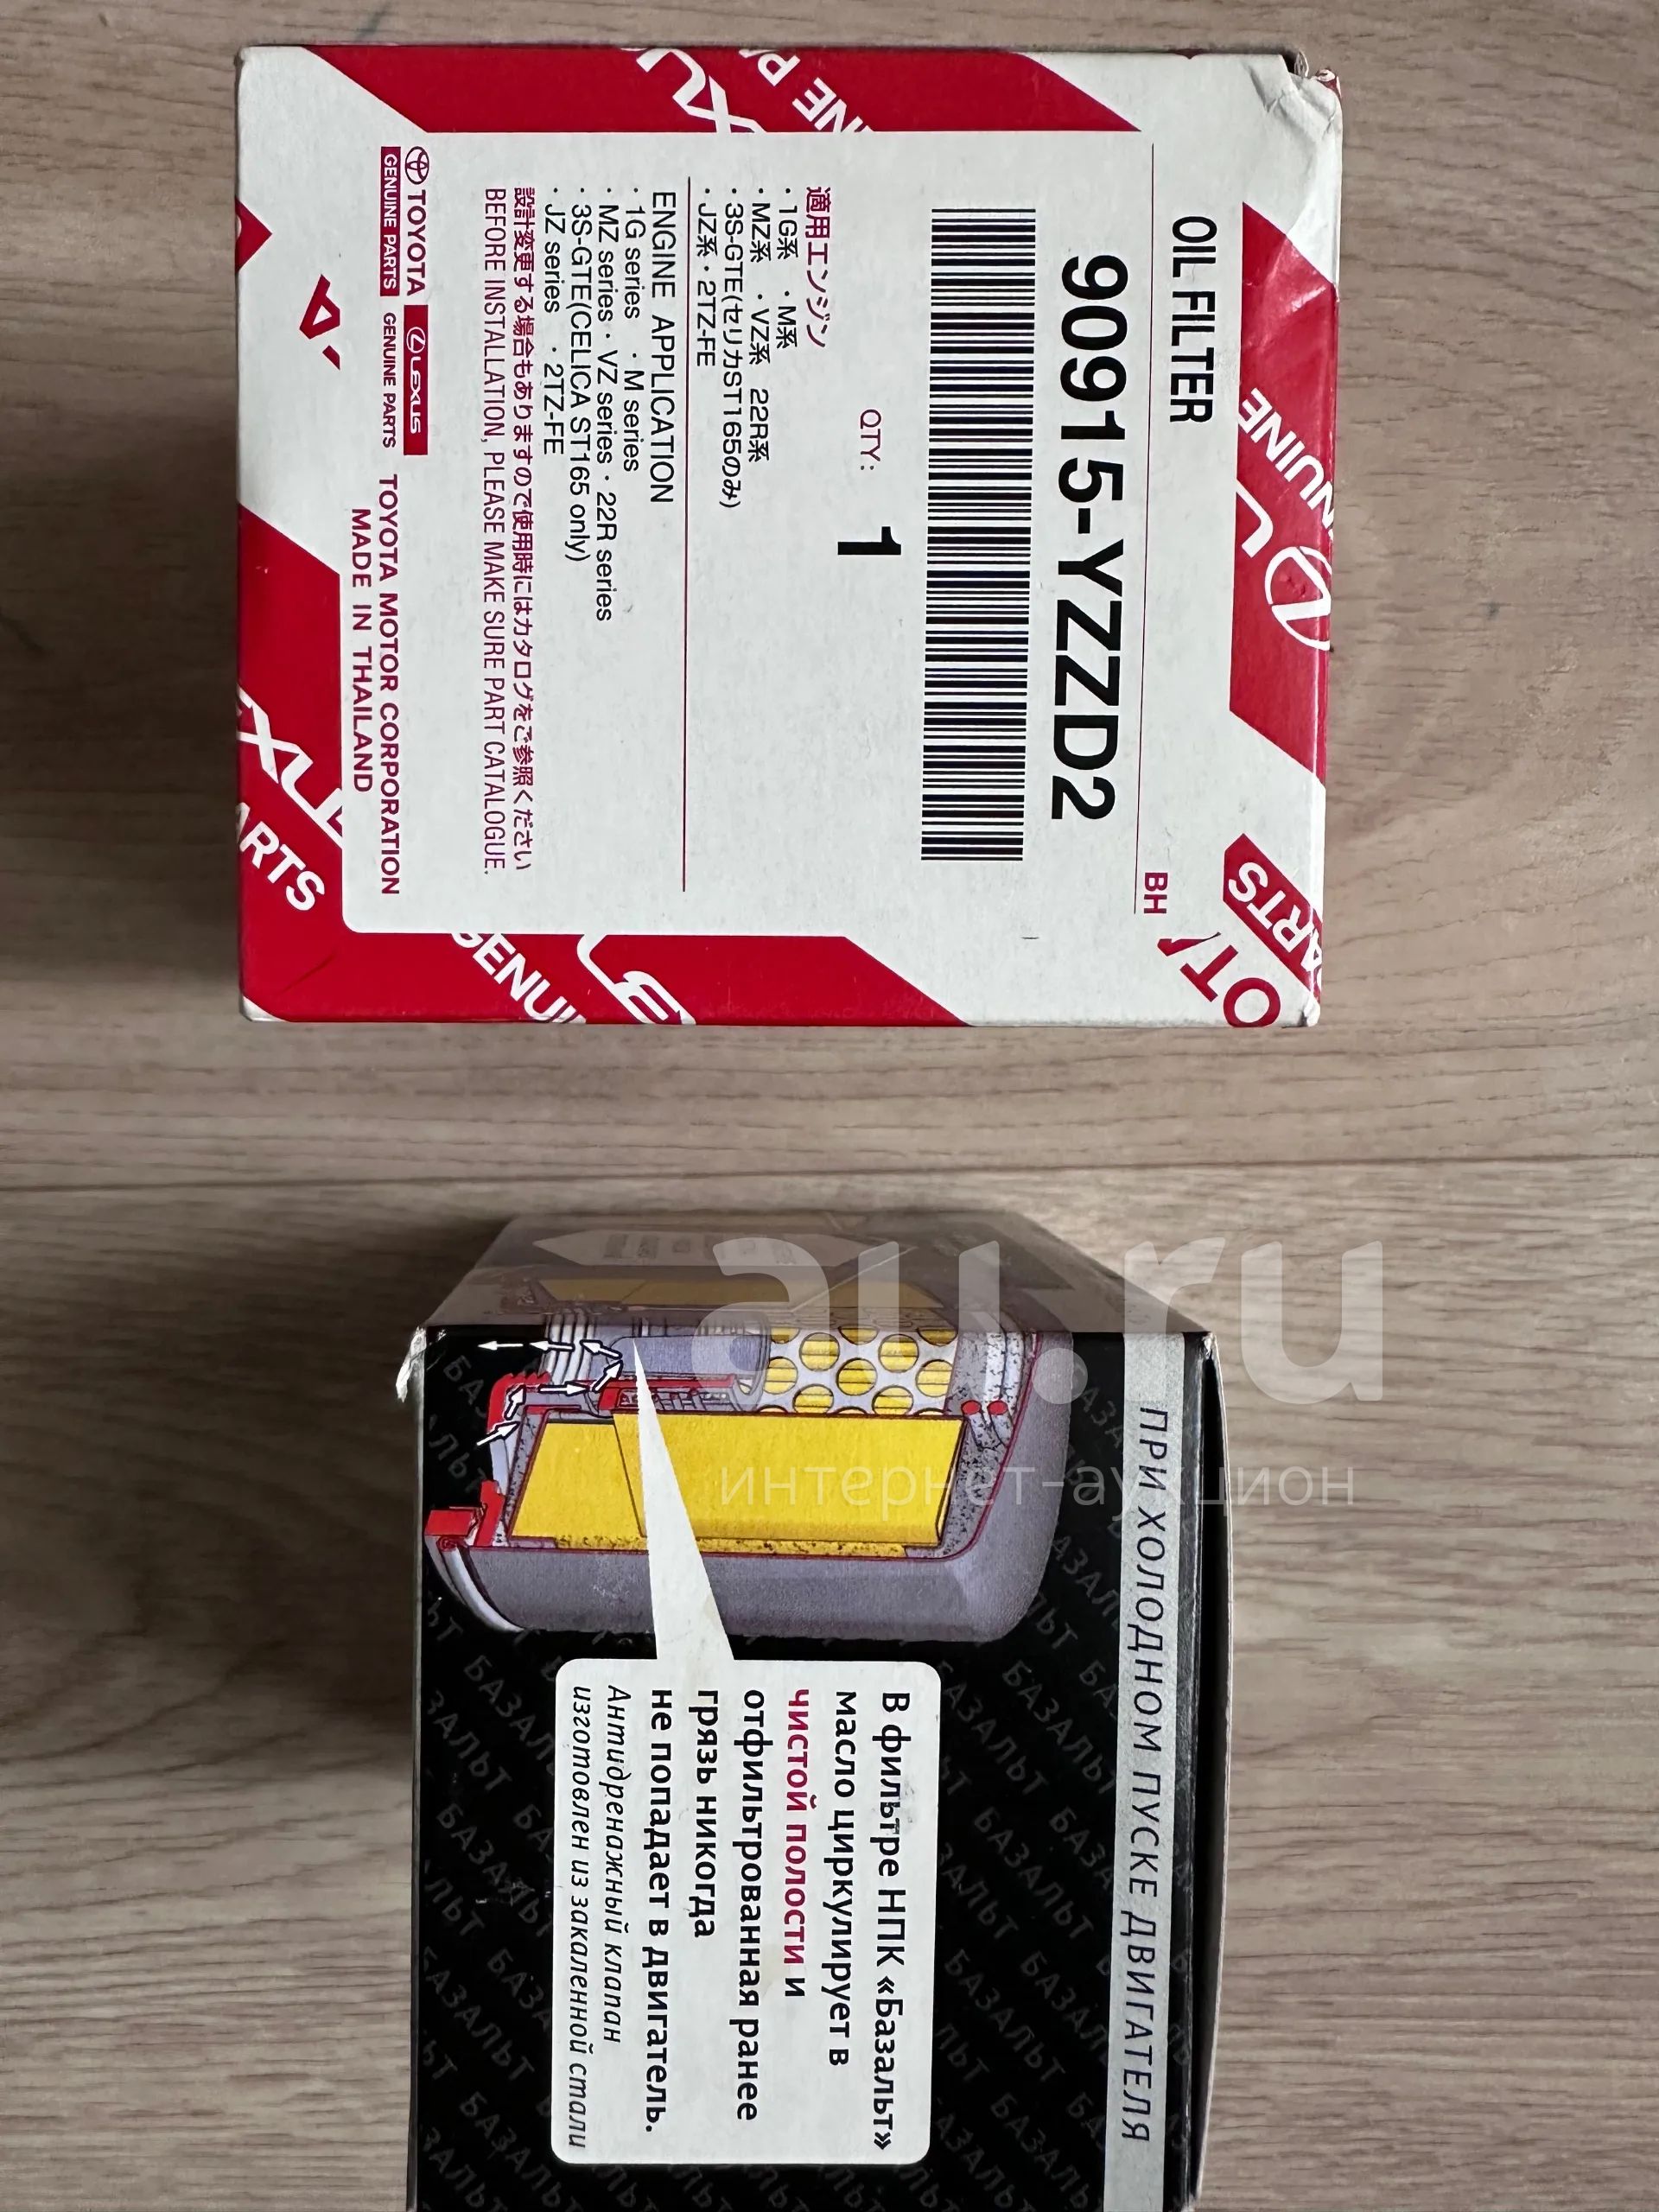 OIL FILTER
BH
90915-YZZD2
QTY: 1
適用エンジン
・1G系 ・M系
・MZ系 ・VZ系 22R系
・3S-GTE(セリカST165のみ)
・JZ系・2TZ-FE
ENGINE APPLICATION
・1G series ・M series
・MZ series・VZ series・22R series
・3S-GTE(CELICA ST165 only)
・JZ series ・2TZ-FE
設計変更する場合もありますので使用時にはカタログをご参照ください
BEFORE INSTALLATION, PLEASE MAKE SURE PART CATALOGUE.
TOYOTA LEXUS
GENUINE PARTS GENUINE PARTS
TOYOTA MOTOR CORPORATION
MADE IN THAILAND
au.ru
интернет-аукцион
ПРИ ХОЛОДНОМ ПУСКЕ ДВИГАТЕЛЯ
В фильтре НПК «Базальт»
масло циркулирует в
чистой полости и
отфильтрованная ранее
грязь никогда
не попадает в двигатель.
Антидренажный клапан
изготовлен из закаленной стали
БАЗАЛЬТ